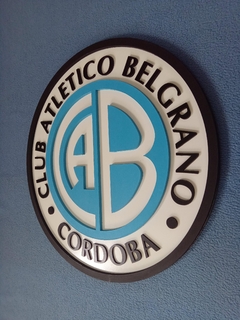 CLUB ATLETICO BELGRANO
CAB
• CORDOBA •